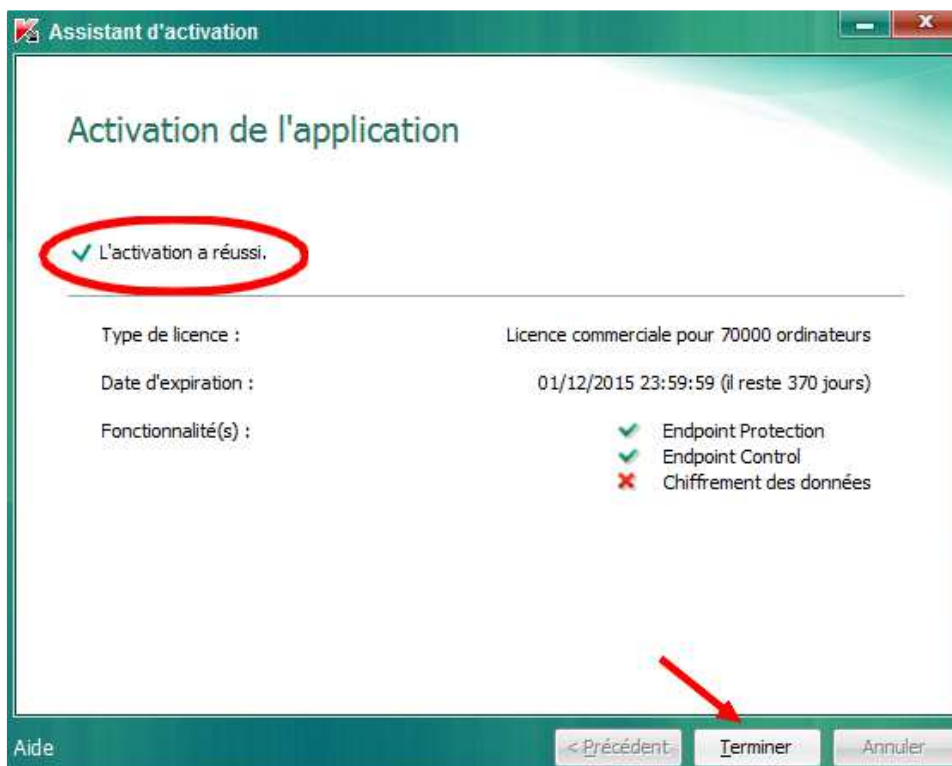 Assistant d'activation
Activation de l'application
L'activation a réussi.
Type de licence : Licence commerciale pour 70000 ordinateurs
Date d'expiration : 01/12/2015 23:59:59 (il reste 370 jours)
Fonctionnalité(s) : Endpoint Protection
Endpoint Control
Chiffrement des données
Aide < Précédent Terminer Annuler